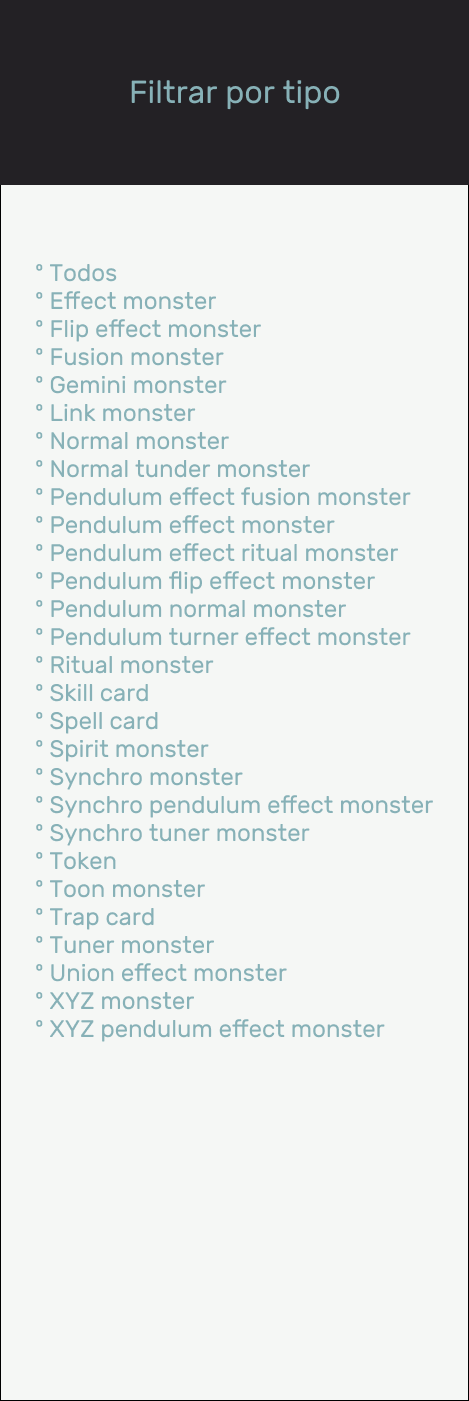 Filtrar por tipo
° Todos
° Effect monster
° Flip effect monster
° Fusion monster
° Gemini monster
° Link monster
° Normal monster
° Normal tunder monster
° Pendulum effect fusion monster
° Pendulum effect monster
° Pendulum effect ritual monster
° Pendulum flip effect monster
° Pendulum normal monster
° Pendulum turner effect monster
° Ritual monster
° Skill card
° Spell card
° Spirit monster
° Synchro monster
° Synchro pendulum effect monster
° Synchro tuner monster
° Token
° Toon monster
° Trap card
° Tuner monster
° Union effect monster
° XYZ monster
° XYZ pendulum effect monster